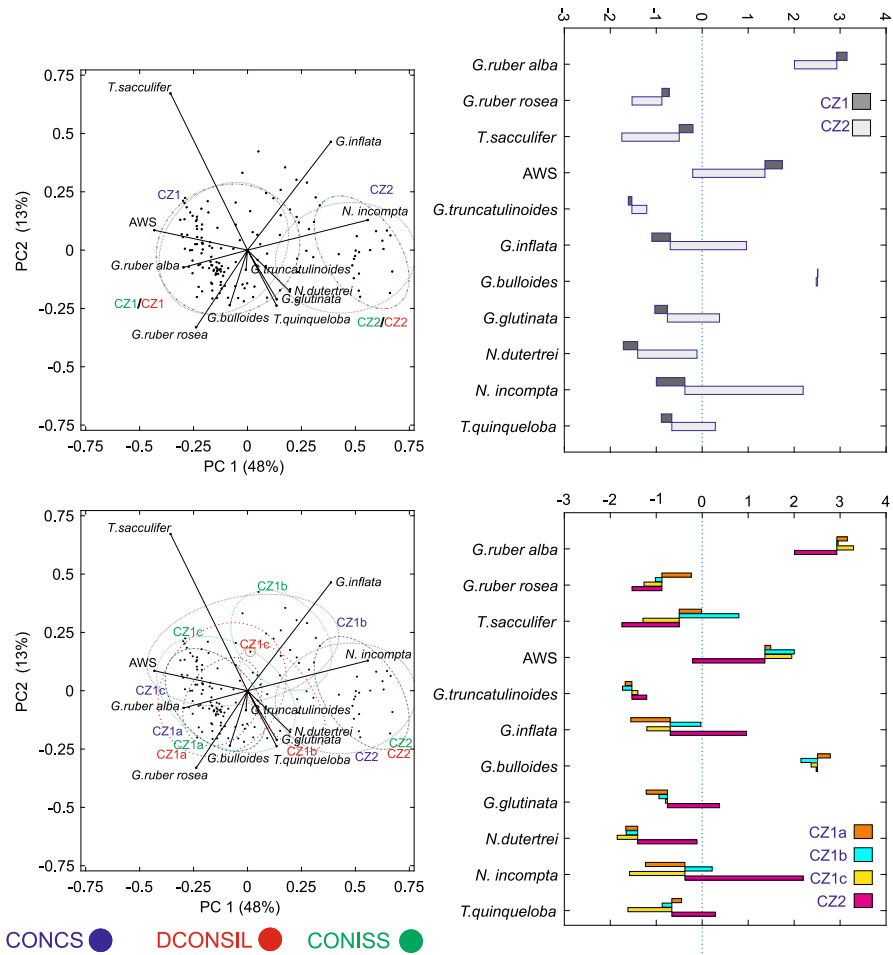 0.75
0.5
0.25
0
-0.25
-0.5
-0.75
PC2 (13%)
T.sacculifer
G.inflata
CZ1
CZ2
N. incompta
AWS
G.ruber alba
G.truncatulinoides
N.dutertrei
G.glutinata
CZ1/CZ1
G.bulloides
T.quinqueloba
CZ2/CZ2
G.ruber rosea
-0.75 -0.5 -0.25 0 0.25 0.5 0.75
PC 1 (48%)
-3 -2 -1 0 1 2 3 4
G.ruber alba
G.ruber rosea
T.sacculifer
AWS
G.truncatulinoides
G.inflata
G.bulloides
G.glutinata
N.dutertrei
N. incompta
T.quinqueloba
CZ1
CZ2
0.75
0.5
0.25
0
-0.25
-0.5
-0.75
PC2 (13%)
T.sacculifer
CZ1b
G.inflata
CZ1c
CZ1b
CZ1c
N. incompta
AWS
CZ1c
G.ruber alba
G.truncatulinoides
CZ1a
N.dutertrei
CZ1a
G.glutinata
CZ2
CZ1a
G.bulloides
CZ1b
T.quinqueloba
CZ2
CZ2
G.ruber rosea
-0.75 -0.5 -0.25 0 0.25 0.5 0.75
PC 1 (48%)
-3 -2 -1 0 1 2 3 4
G.ruber alba
G.ruber rosea
T.sacculifer
AWS
G.truncatulinoides
G.inflata
G.bulloides
G.glutinata
N.dutertrei
N. incompta
T.quinqueloba
CZ1a
CZ1b
CZ1c
CZ2
CONCS DCONSIL CONISS